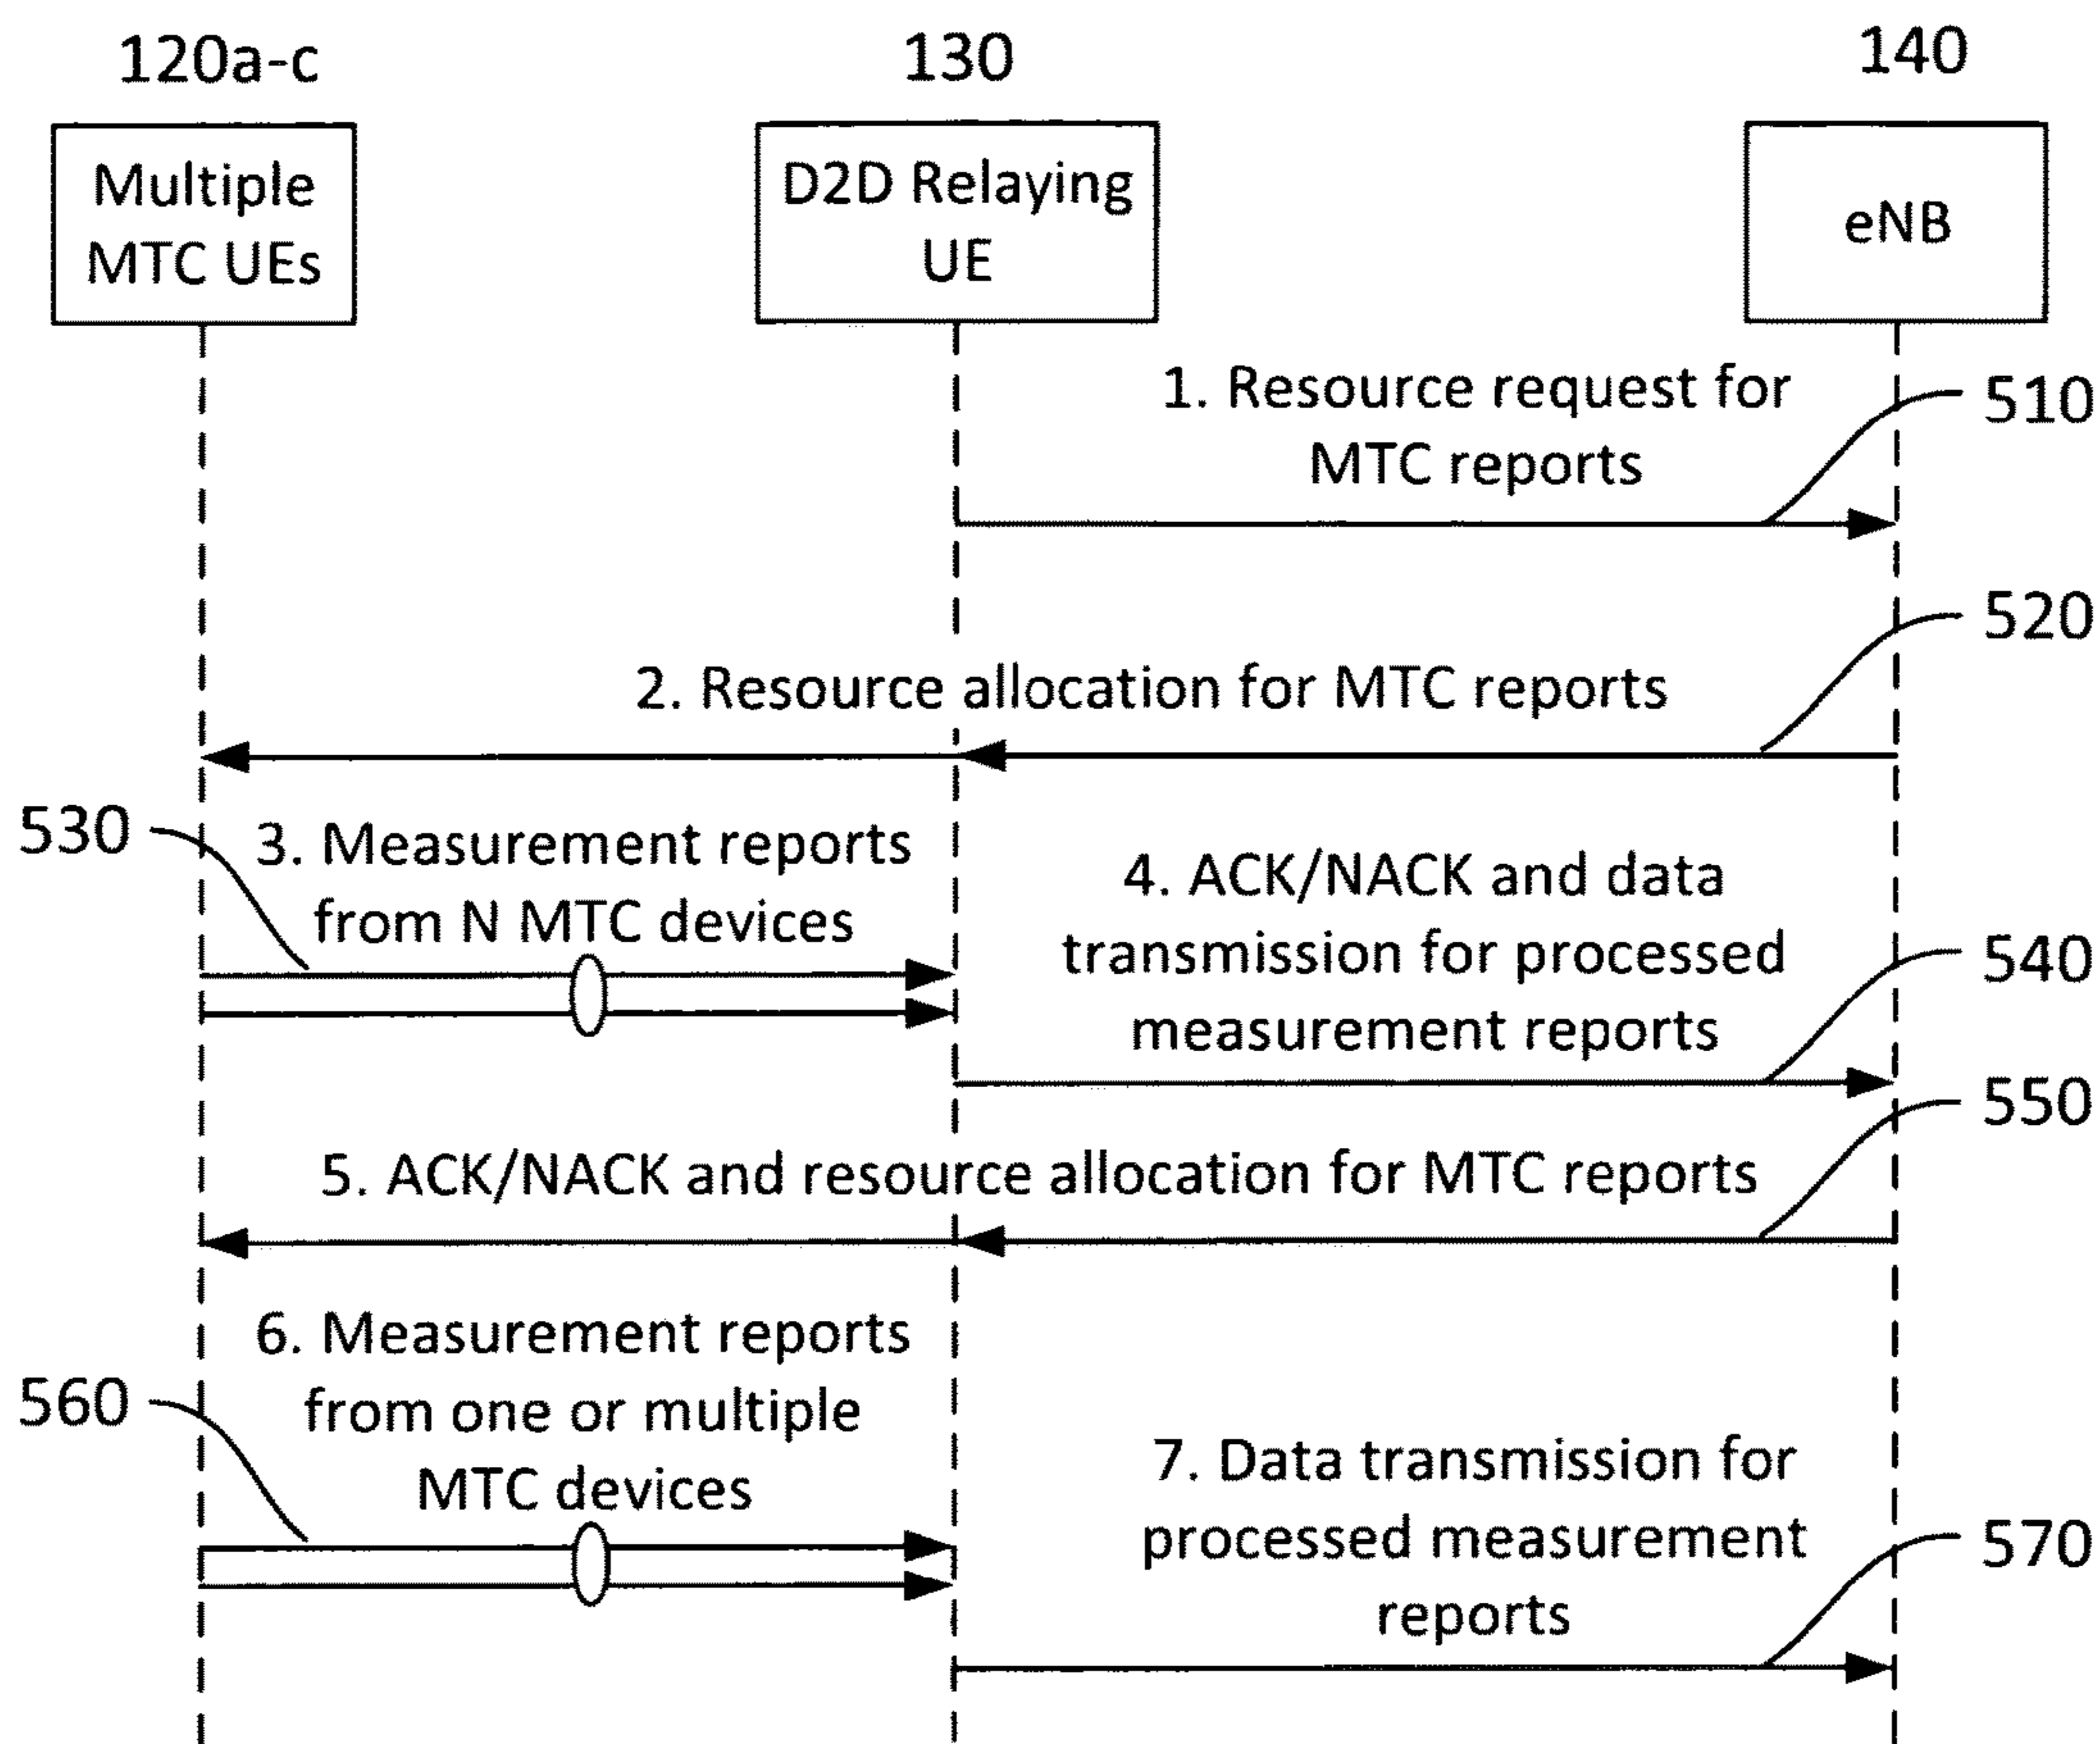 120a-c
130
140
Multiple
MTC UEs
D2D Relaying
UE
eNB
1. Resource request for
MTC reports
510
520
2. Resource allocation for MTC reports
530
3. Measurement reports
from N MTC devices
4. ACK/NACK and data
transmission for processed
measurement reports
540
550
5. ACK/NACK and resource allocation for MTC reports
6. Measurement reports
from one or multiple
MTC devices
560
7. Data transmission for
processed measurement
reports
570